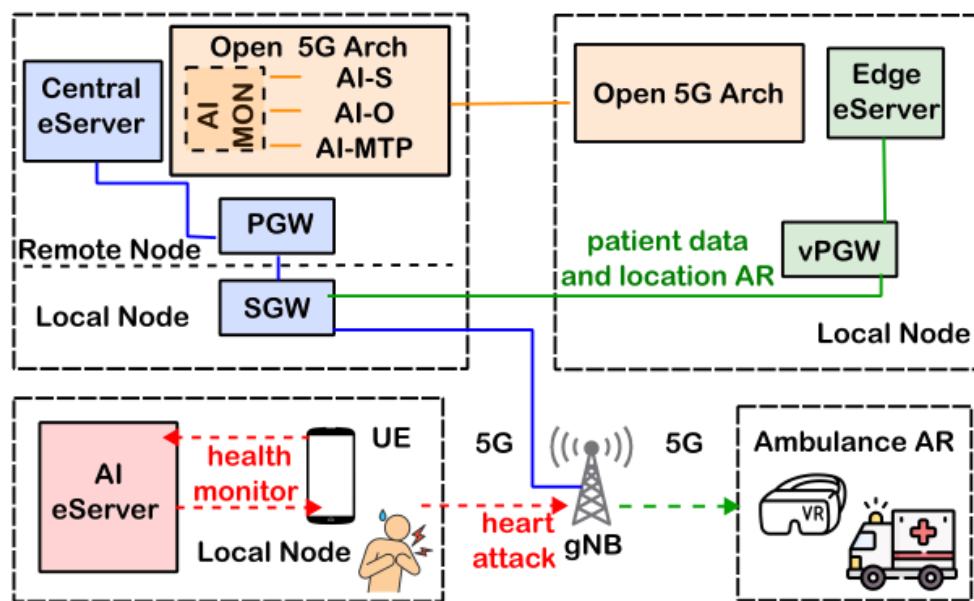 Open 5G Arch
AI-S
AI-O
AI-MTP
AI
MON
Central
eServer
PGW
Remote Node
SGW
Local Node
Open 5G Arch
Edge
eServer
vPGW
patient data
and location AR
Local Node
AI
eServer
health
monitor
UE
Local Node
5G
heart
attack
gNB
5G
Ambulance AR
VR